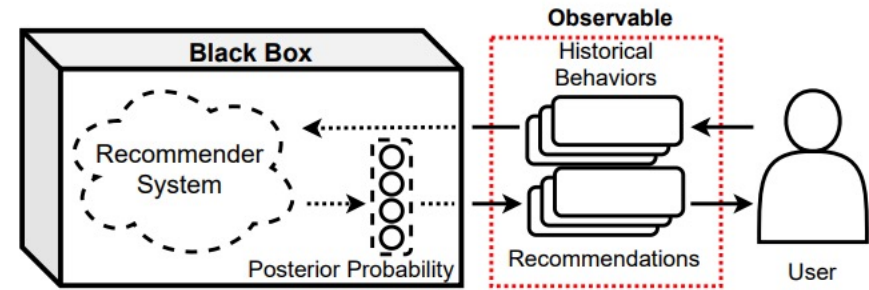 Black Box
Recommender
System
Posterior Probability
Observable
Historical
Behaviors
Recommendations
User